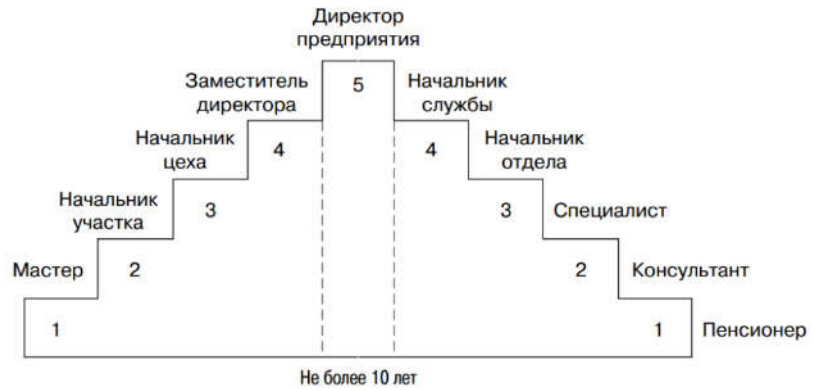 Директор
предприятия
Заместитель
директора
5
Начальник
службы
Начальник
цеха
4
4
Начальник
отдела
Начальник
участка
3
3
Специалист
Мастер
2
2
Консультант
1
1
Пенсионер
Не более 10 лет